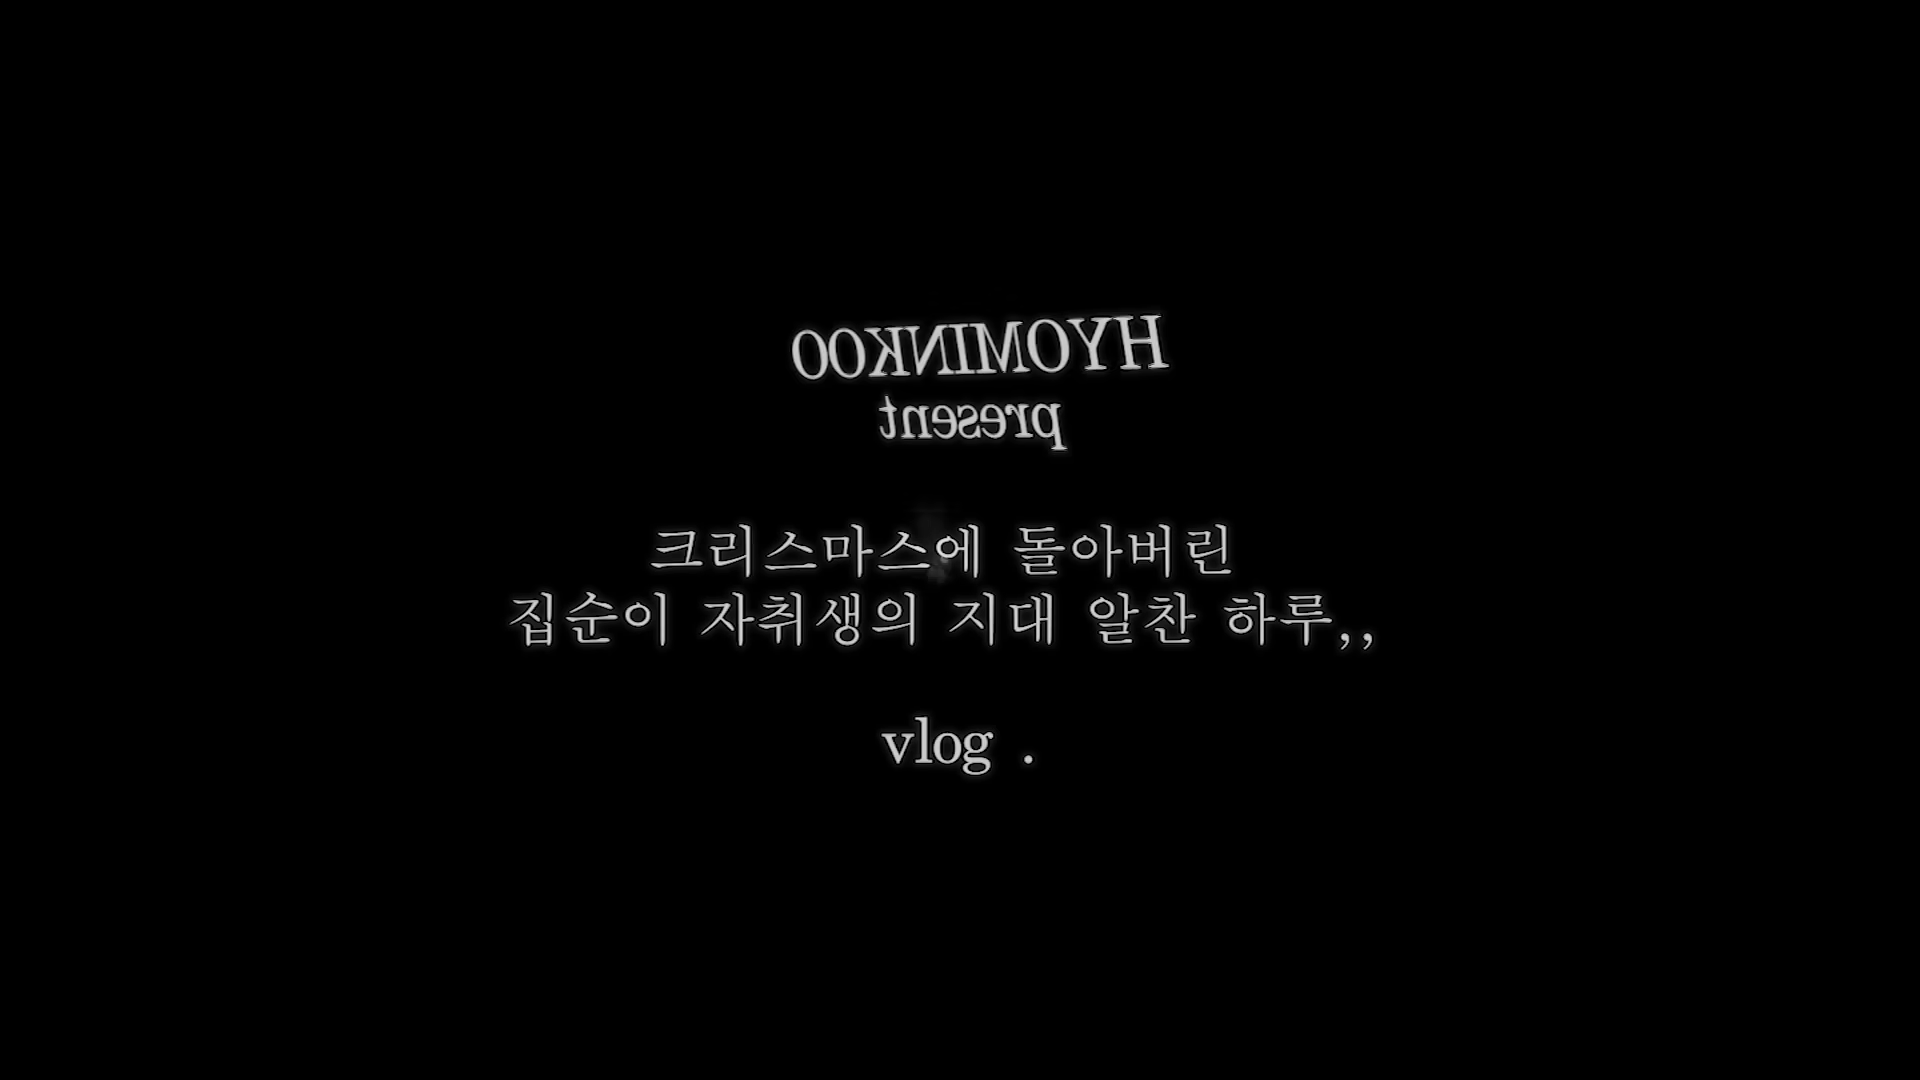 HYOMINKOO
present
크리스마스에 돌아버린
집순이 자취생의 지대 알찬 하루,,
vlog .